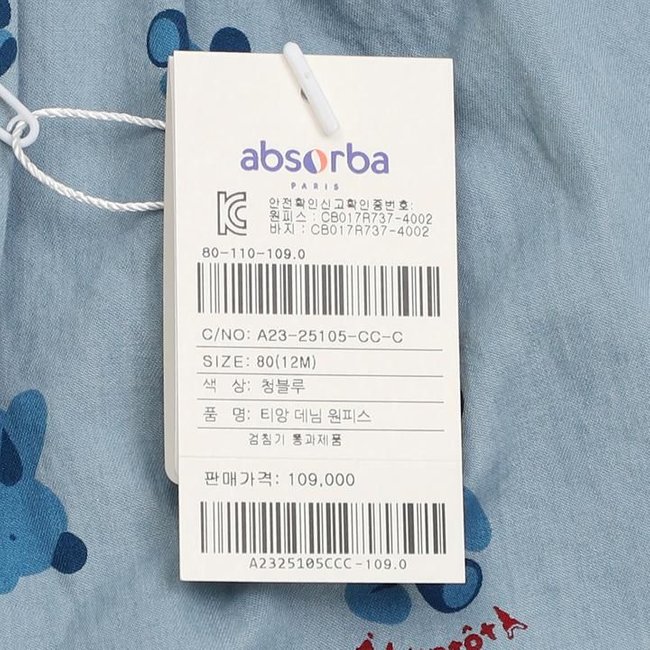 absorba
PARIS
안전확인신고확인증번호:
원피스 : CB017R737-4002
바지 : CB017R737-4002
80-110-109.0
C/NO: A23-25105-CC-C
SIZE: 80(12M)
색 상: 청블루
품 명: 티앙 데님 원피스
검침기 통과제품
판매가격: 109,000
A2325105CCC-109.0